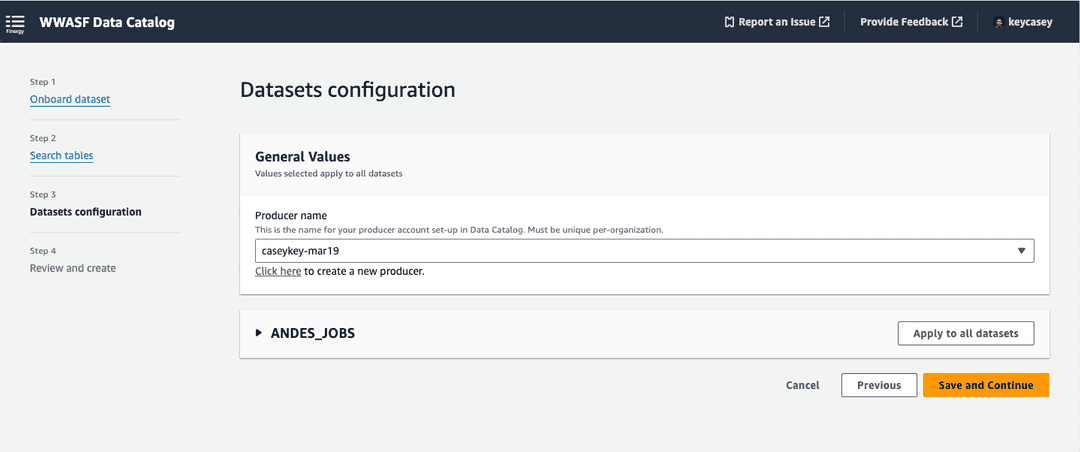 Finergy
WWASF Data Catalog
Report an Issue
Provide Feedback
keycasey
Step 1
Onboard dataset
Step 2
Search tables
Step 3
Datasets configuration
Step 4
Review and create
Datasets configuration
General Values
Values selected apply to all datasets
Producer name
This is the name for your producer account set-up in Data Catalog. Must be unique per-organization.
caseykey-mar19
Click here to create a new producer.
ANDES_JOBS
Apply to all datasets
Cancel
Previous
Save and Continue